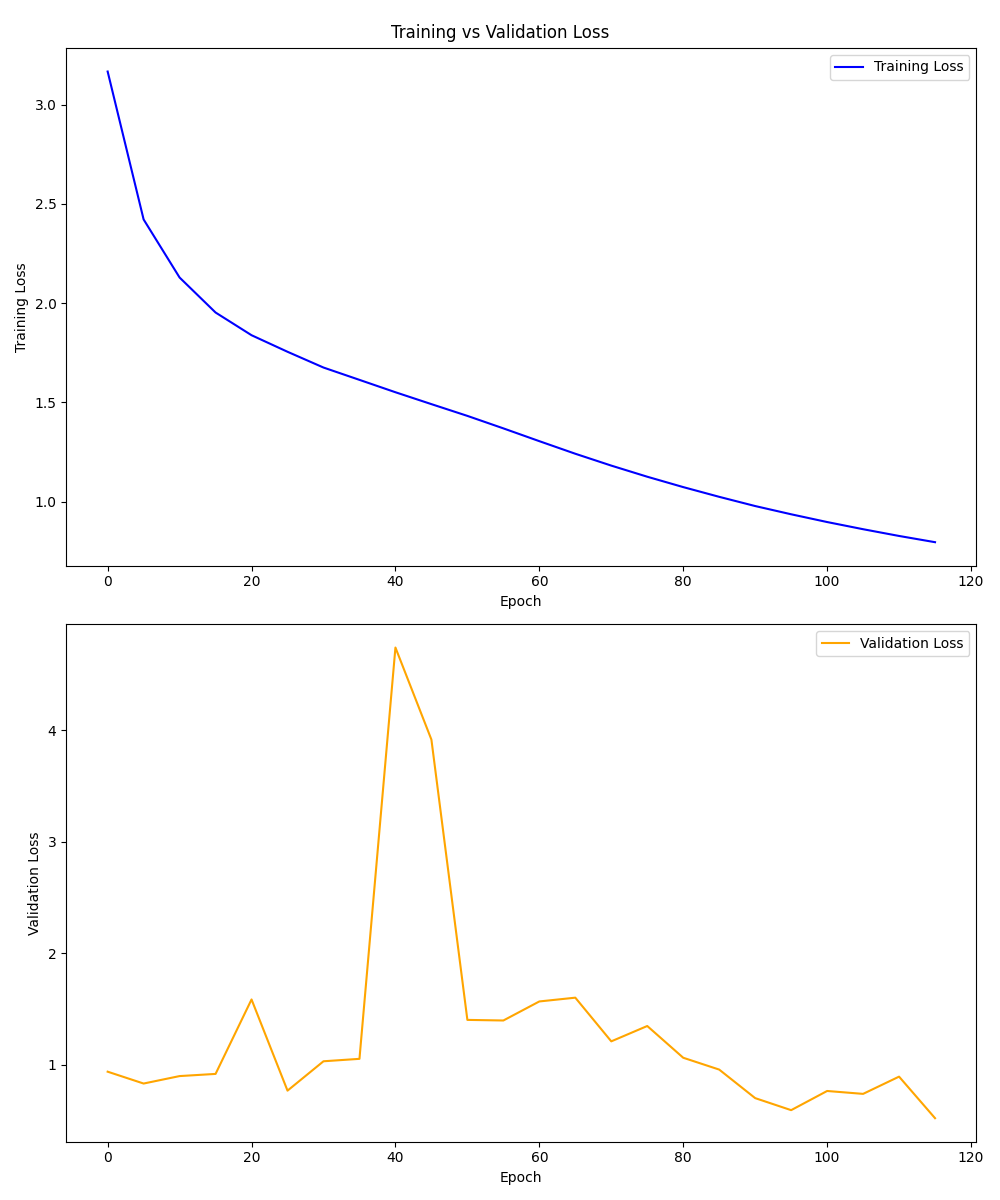 Training vs Validation Loss
Training Loss
3.0
2.5
2.0
1.5
1.0
Training Loss
0 20 40 60 80 100 120
Epoch
Validation Loss
4
3
2
1
Validation Loss
0 20 40 60 80 100 120
Epoch